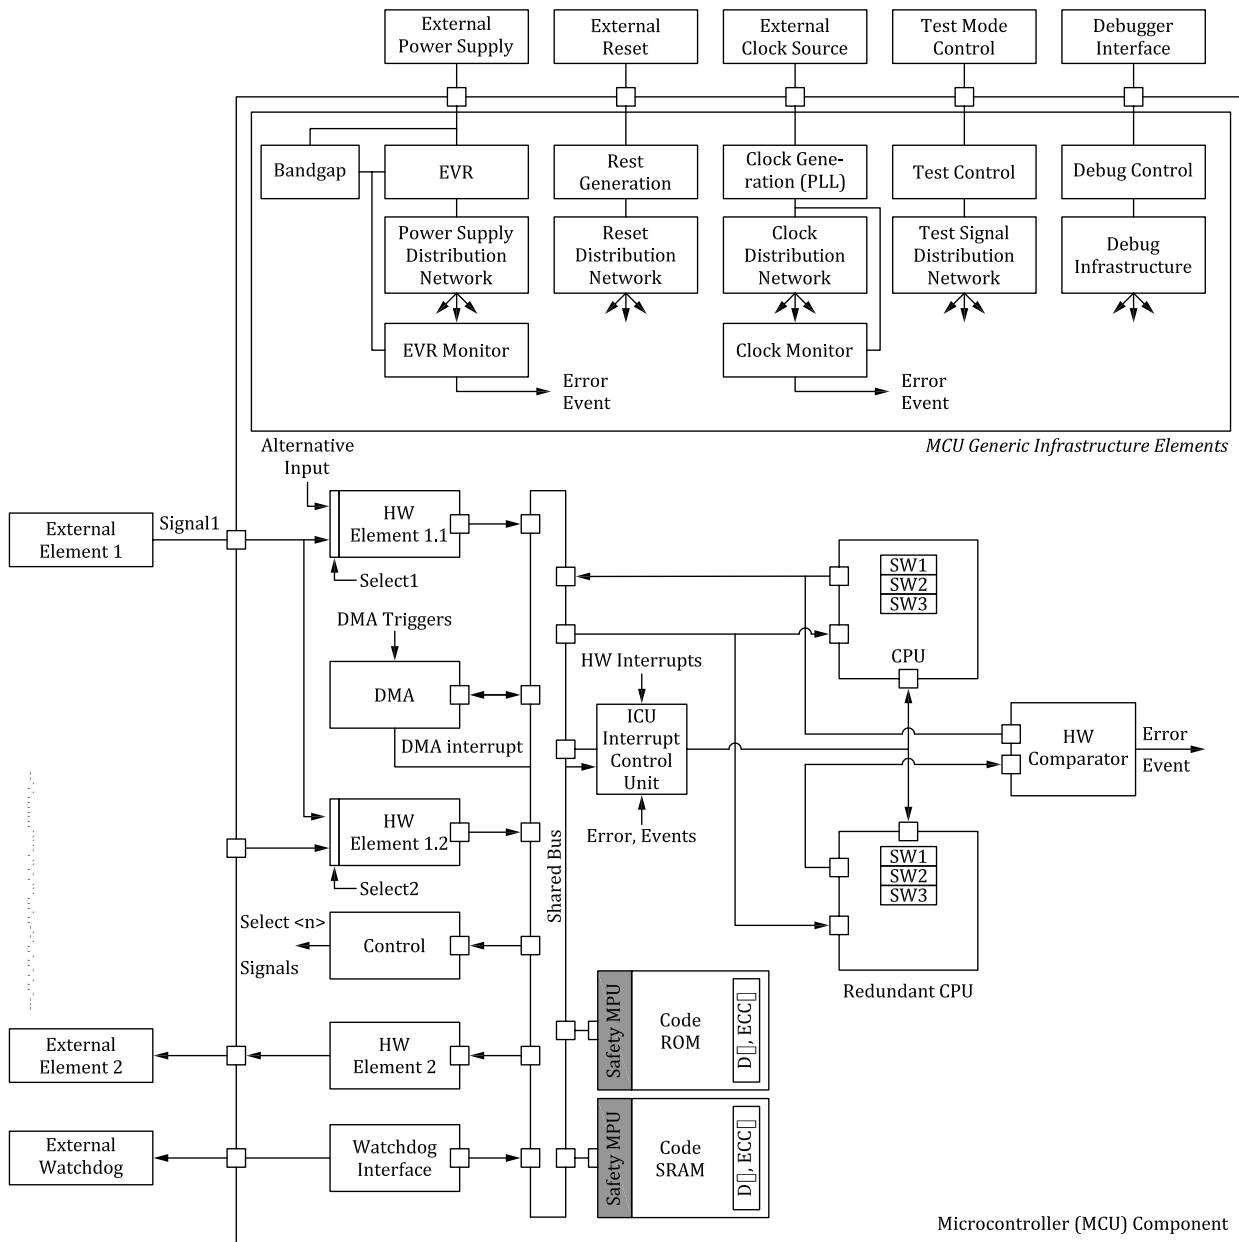 External
Power Supply
External
Reset
External
Clock Source
Test Mode
Control
Debugger
Interface
Bandgap
EVR
Rest
Generation
Clock Gene-
ration (PLL)
Test Control
Debug Control
Power Supply
Distribution
Network
Reset
Distribution
Network
Clock
Distribution
Network
Test Signal
Distribution
Network
Debug
Infrastructure
EVR Monitor
Clock Monitor
Error
Event
Error
Event
MCU Generic Infrastructure Elements
Alternative
Input
External
Element 1
Signal1
HW
Element 1.1
Select1
DMA Triggers
DMA
DMA interrupt
HW
Element 1.2
Select2
Select <n>
Signals
Control
External
Element 2
HW
Element 2
External
Watchdog
Watchdog
Interface
Shared Bus
HW Interrupts
ICU
Interrupt
Control
Unit
Error, Events
SW1
SW2
SW3
CPU
HW
Comparator
Error
Event
SW1
SW2
SW3
Redundant CPU
Safety MPU
Code
ROM
D▯, ECC▯
Safety MPU
Code
SRAM
D▯, ECC▯
Microcontroller (MCU) Component